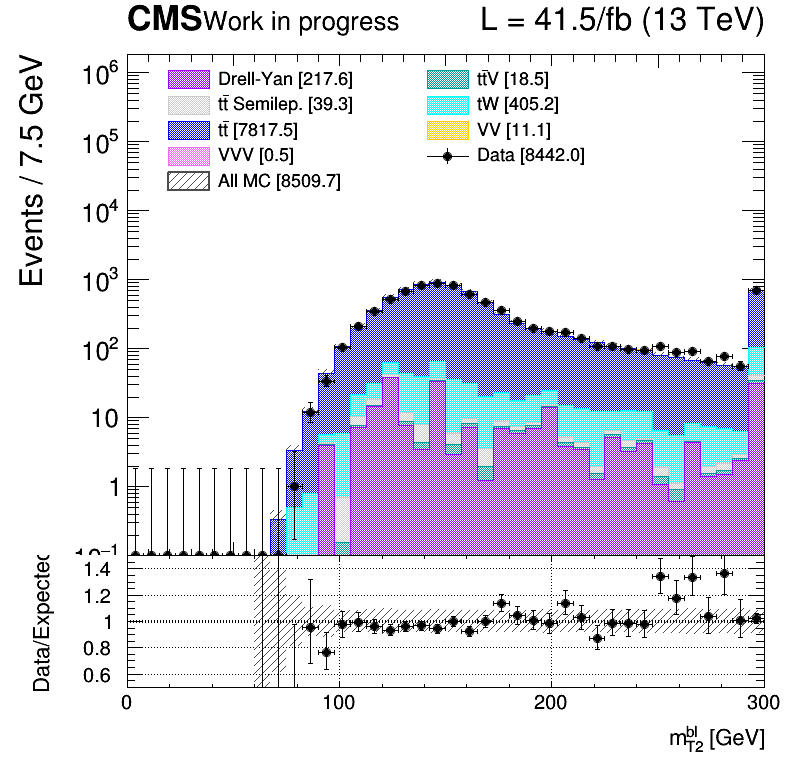 CMS Work in progress L = 41.5/fb (13 TeV)
Events / 7.5 GeV
10⁶
10⁵
10⁴
10³
10²
10
1
10⁻¹
Drell-Yan [217.6]
tt̄ Semilep. [39.3]
tt̄ [7817.5]
VVV [0.5]
All MC [8509.7]
tt̄V [18.5]
tW [405.2]
VV [11.1]
Data [8442.0]
Data/Expected
1.4
1.2
1
0.8
0.6
0 100 200 300
m_{T2}^{bl} [GeV]